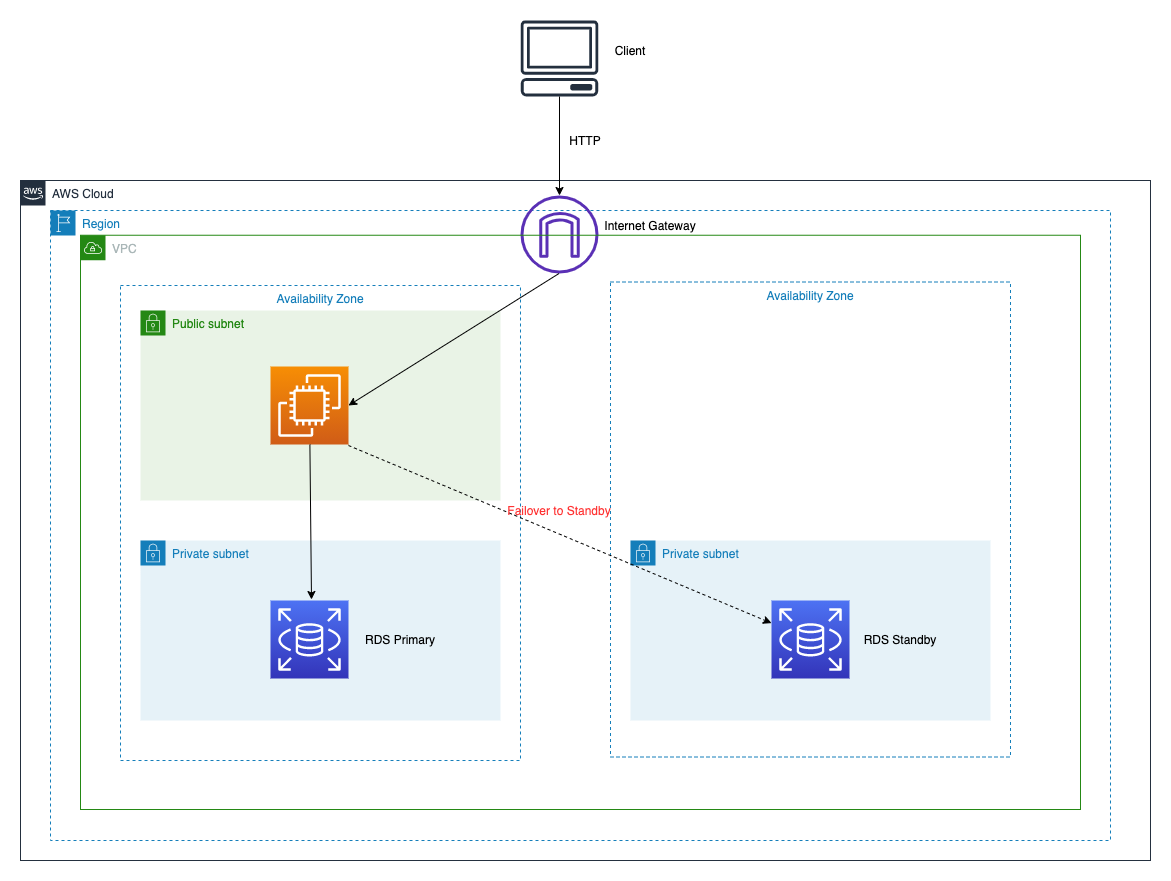 Client
HTTP
aws
AWS Cloud
Region
Internet Gateway
VPC
Availability Zone
Availability Zone
Public subnet
Failover to Standby
Private subnet
Private subnet
RDS Primary
RDS Standby